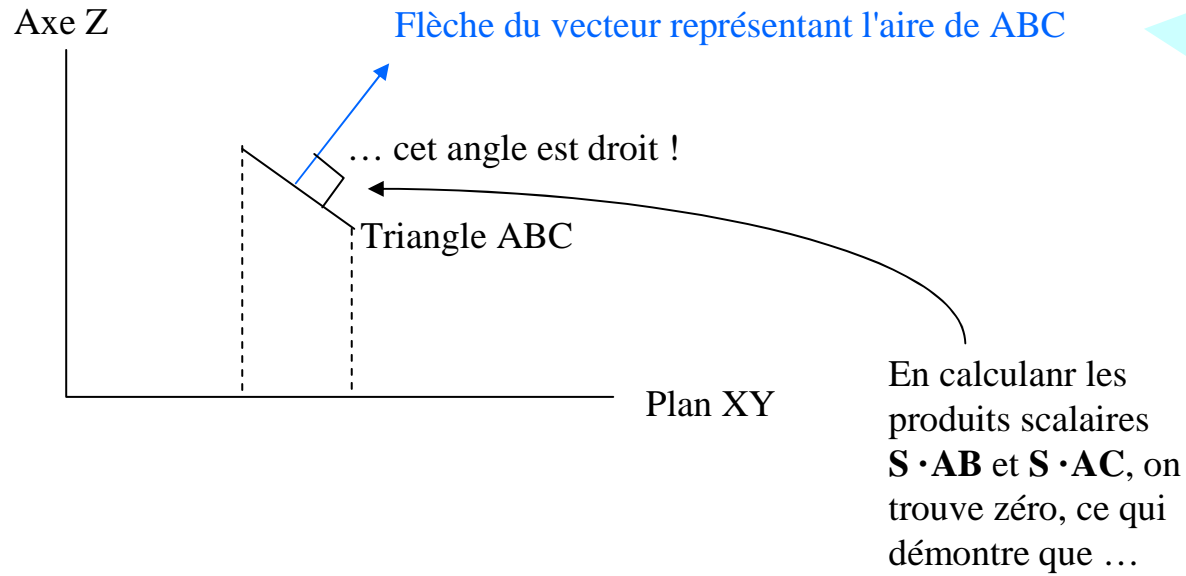 Axe Z
Flèche du vecteur représentant l'aire de ABC
… cet angle est droit !
Triangle ABC
Plan XY
En calculanr les
produits scalaires
S · AB et S · AC, on
trouve zéro, ce qui
démontre que …